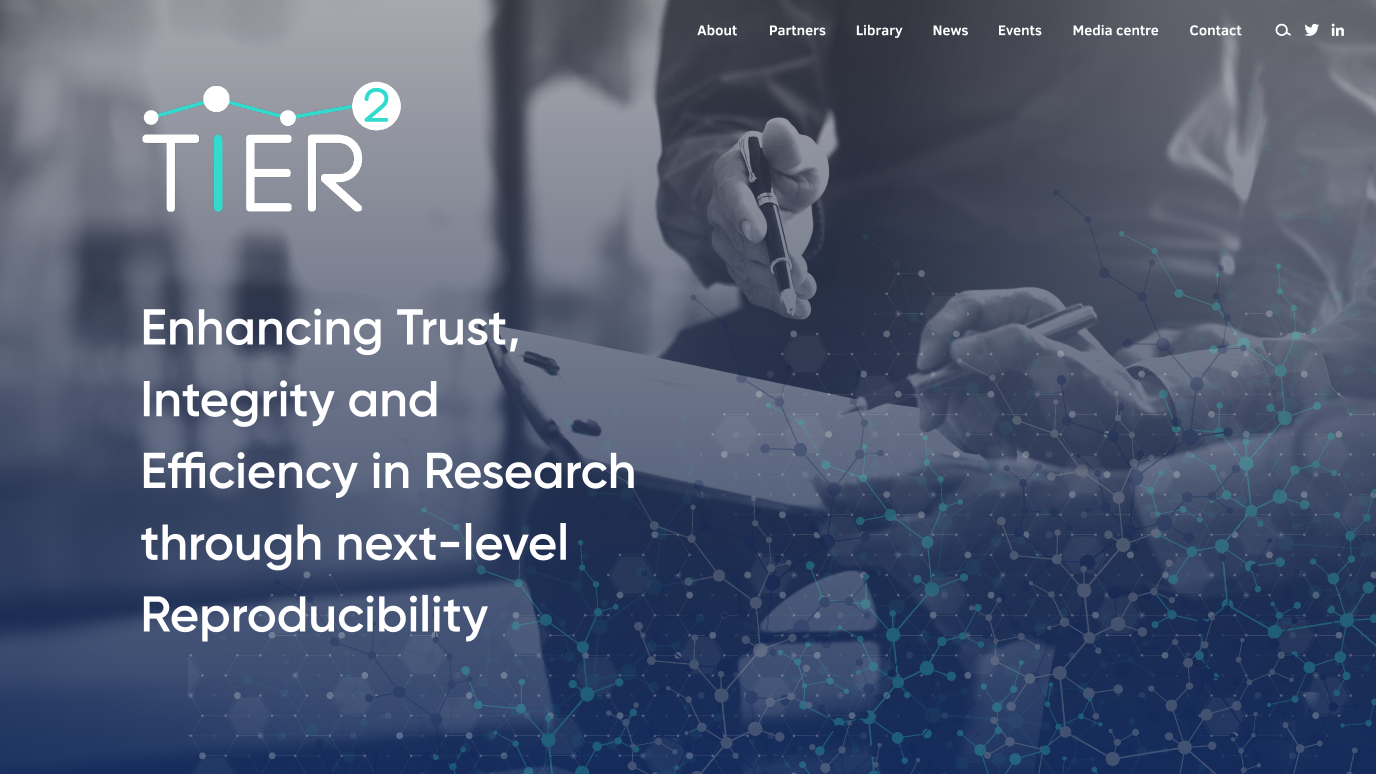 About Partners Library News Events Media centre Contact
TIER²
Enhancing Trust,
Integrity and
Efficiency in Research
through next-level
Reproducibility